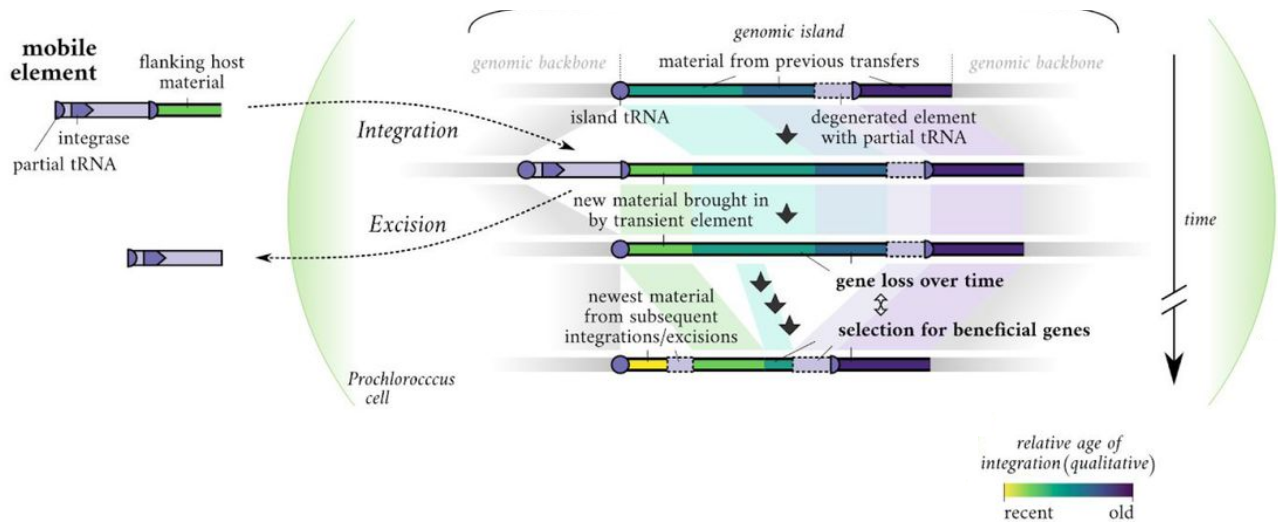 mobile
element
flanking host
material
integrase
partial tRNA
genomic island
genomic backbone
material from previous transfers
genomic backbone
island tRNA
degenerated element
with partial tRNA
Integration
new material brought in
by transient element
Excision
time
gene loss over time
newest material
from subsequent
integrations/excisions
selection for beneficial genes
Prochlorocccus
cell
relative age of
integration (qualitative)
recent
old